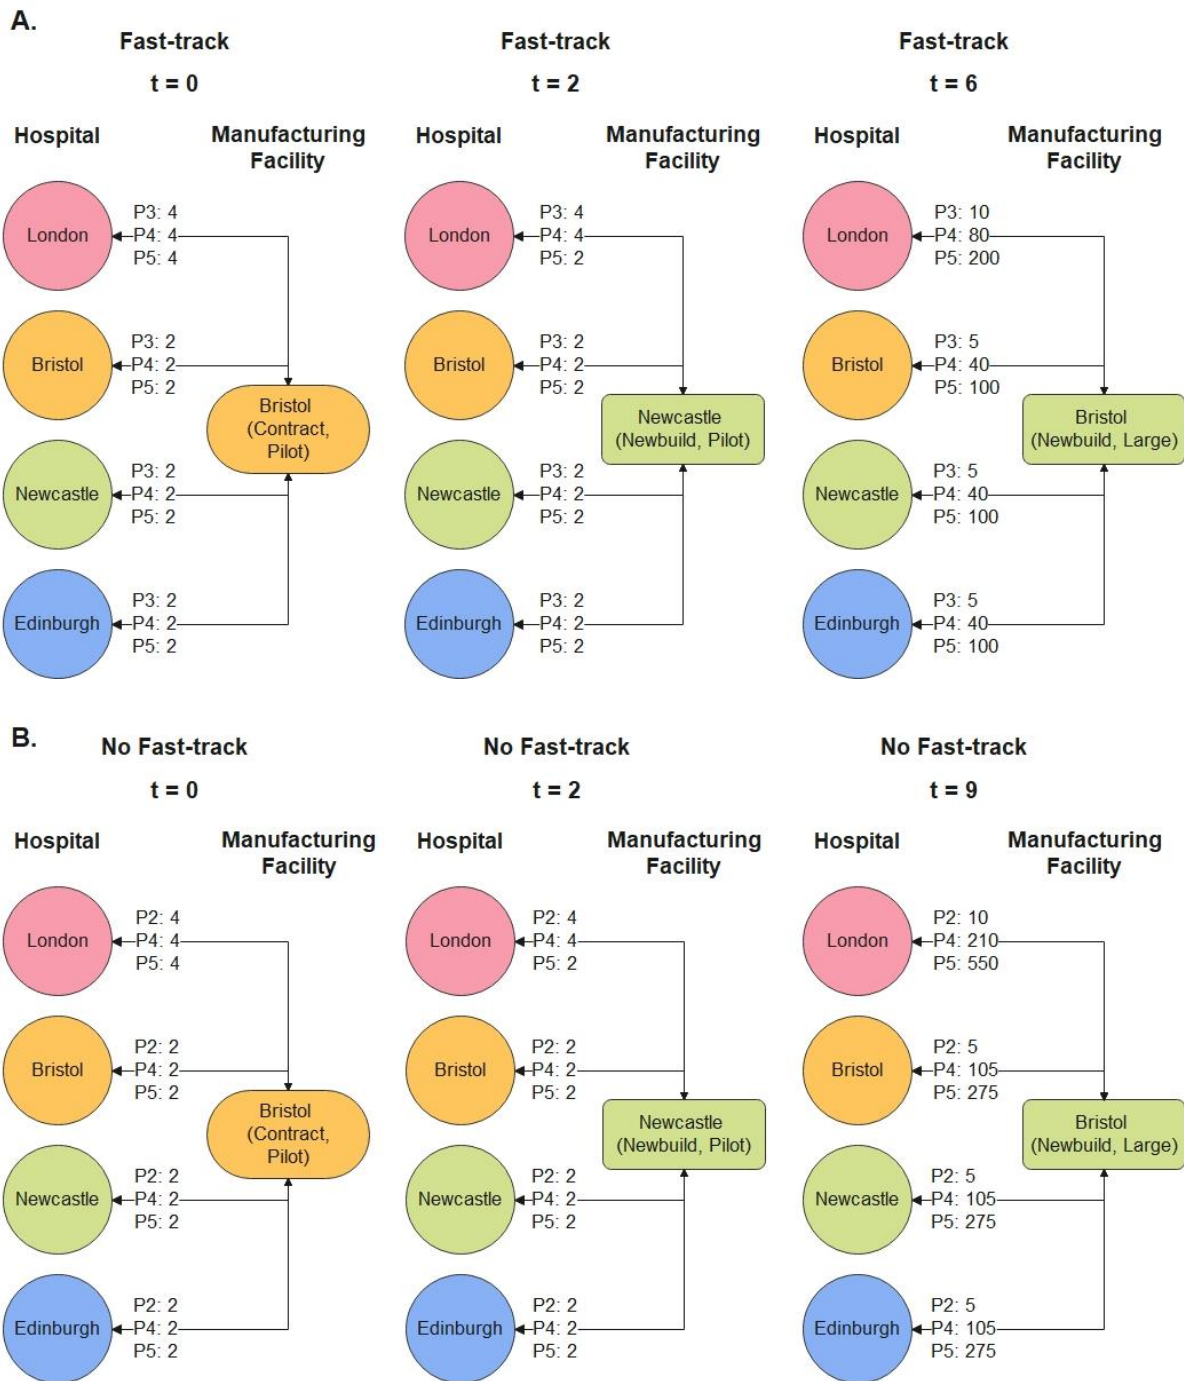 A.
Fast-track
t = 0
Hospital
Manufacturing
Facility
London
P3: 4
P4: 4
P5: 4
Bristol
P3: 2
P4: 2
P5: 2
Bristol
(Contract,
Pilot)
Newcastle
P3: 2
P4: 2
P5: 2
Edinburgh
P3: 2
P4: 2
P5: 2
Fast-track
t = 2
Hospital
Manufacturing
Facility
London
P3: 4
P4: 4
P5: 2
Bristol
P3: 2
P4: 2
P5: 2
Newcastle
(Newbuild, Pilot)
Newcastle
P3: 2
P4: 2
P5: 2
Edinburgh
P3: 2
P4: 2
P5: 2
Fast-track
t = 6
Hospital
Manufacturing
Facility
London
P3: 10
P4: 80
P5: 200
Bristol
P3: 5
P4: 40
P5: 100
Bristol
(Newbuild, Large)
Newcastle
P3: 5
P4: 40
P5: 100
Edinburgh
P3: 5
P4: 40
P5: 100
B.
No Fast-track
t = 0
Hospital
Manufacturing
Facility
London
P2: 4
P4: 4
P5: 4
Bristol
P2: 2
P4: 2
P5: 2
Bristol
(Contract,
Pilot)
Newcastle
P2: 2
P4: 2
P5: 2
Edinburgh
P2: 2
P4: 2
P5: 2
No Fast-track
t = 2
Hospital
Manufacturing
Facility
London
P2: 4
P4: 4
P5: 2
Bristol
P2: 2
P4: 2
P5: 2
Newcastle
(Newbuild, Pilot)
Newcastle
P2: 2
P4: 2
P5: 2
Edinburgh
P2: 2
P4: 2
P5: 2
No Fast-track
t = 9
Hospital
Manufacturing
Facility
London
P2: 10
P4: 210
P5: 550
Bristol
P2: 5
P4: 105
P5: 275
Bristol
(Newbuild, Large)
Newcastle
P2: 5
P4: 105
P5: 275
Edinburgh
P2: 5
P4: 105
P5: 275